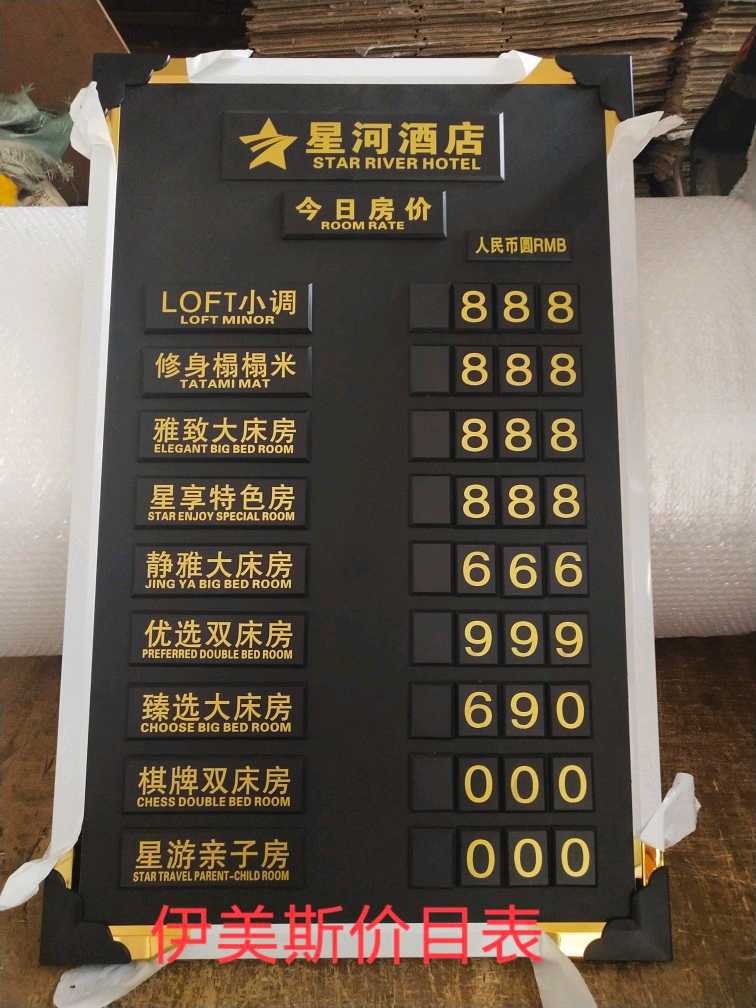 星河酒店
STAR RIVER HOTEL
今日房价
ROOM RATE
人民币圆RMB
LOFT小调 888
LOFT MINOR
修身榻榻米 888
TATAMI MAT
雅致大床房 888
ELEGANT BIG BED ROOM
星享特色房 888
STAR ENJOY SPECIAL ROOM
静雅大床房 666
JING YA BIG BED ROOM
优选双床房 999
PREFERRED DOUBLE BED ROOM
臻选大床房 690
CHOOSE BIG BED ROOM
棋牌双床房 000
CHESS DOUBLE BED ROOM
星游亲子房 000
STAR TRAVEL PARENT-CHILD ROOM
伊美斯价目表